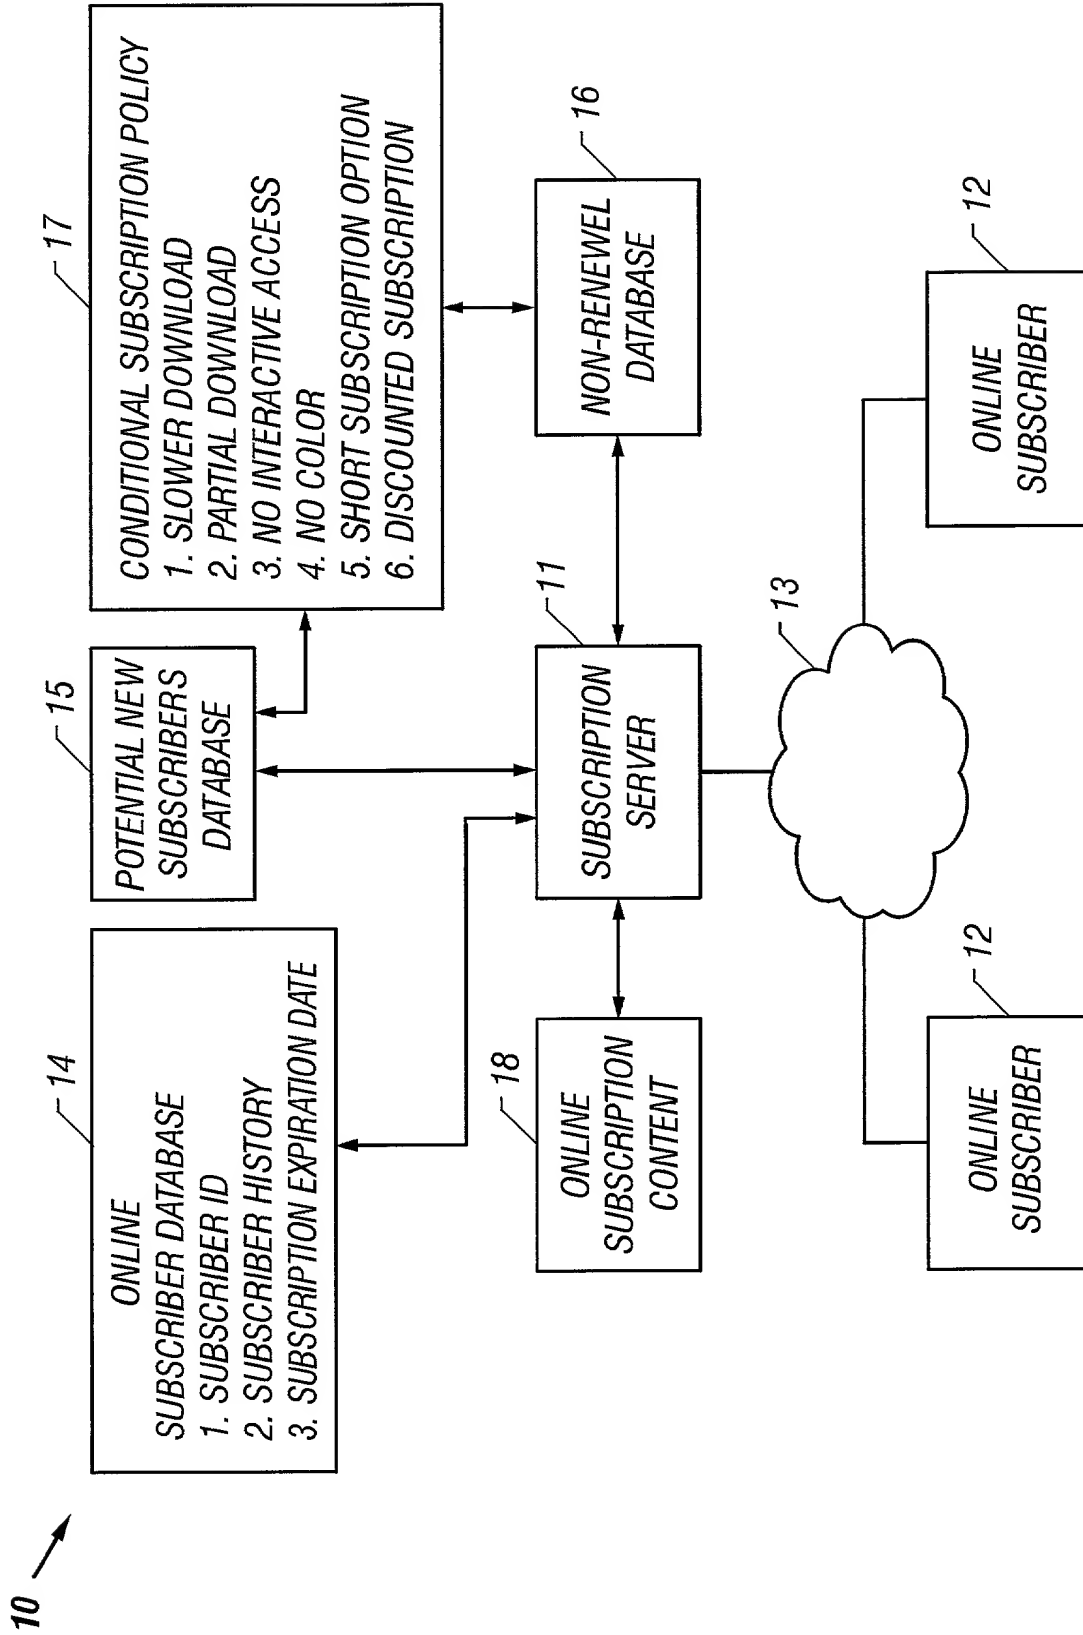 10
14
ONLINE
SUBSCRIBER DATABASE
1. SUBSCRIBER ID
2. SUBSCRIBER HISTORY
3. SUBSCRIPTION EXPIRATION DATE
15
POTENTIAL NEW
SUBSCRIBERS
DATABASE
17
CONDITIONAL SUBSCRIPTION POLICY
1. SLOWER DOWNLOAD
2. PARTIAL DOWNLOAD
3. NO INTERACTIVE ACCESS
4. NO COLOR
5. SHORT SUBSCRIPTION OPTION
6. DISCOUNTED SUBSCRIPTION
18
ONLINE
SUBSCRIPTION
CONTENT
11
SUBSCRIPTION
SERVER
16
NON-RENEWEL
DATABASE
13
12
ONLINE
SUBSCRIBER
12
ONLINE
SUBSCRIBER